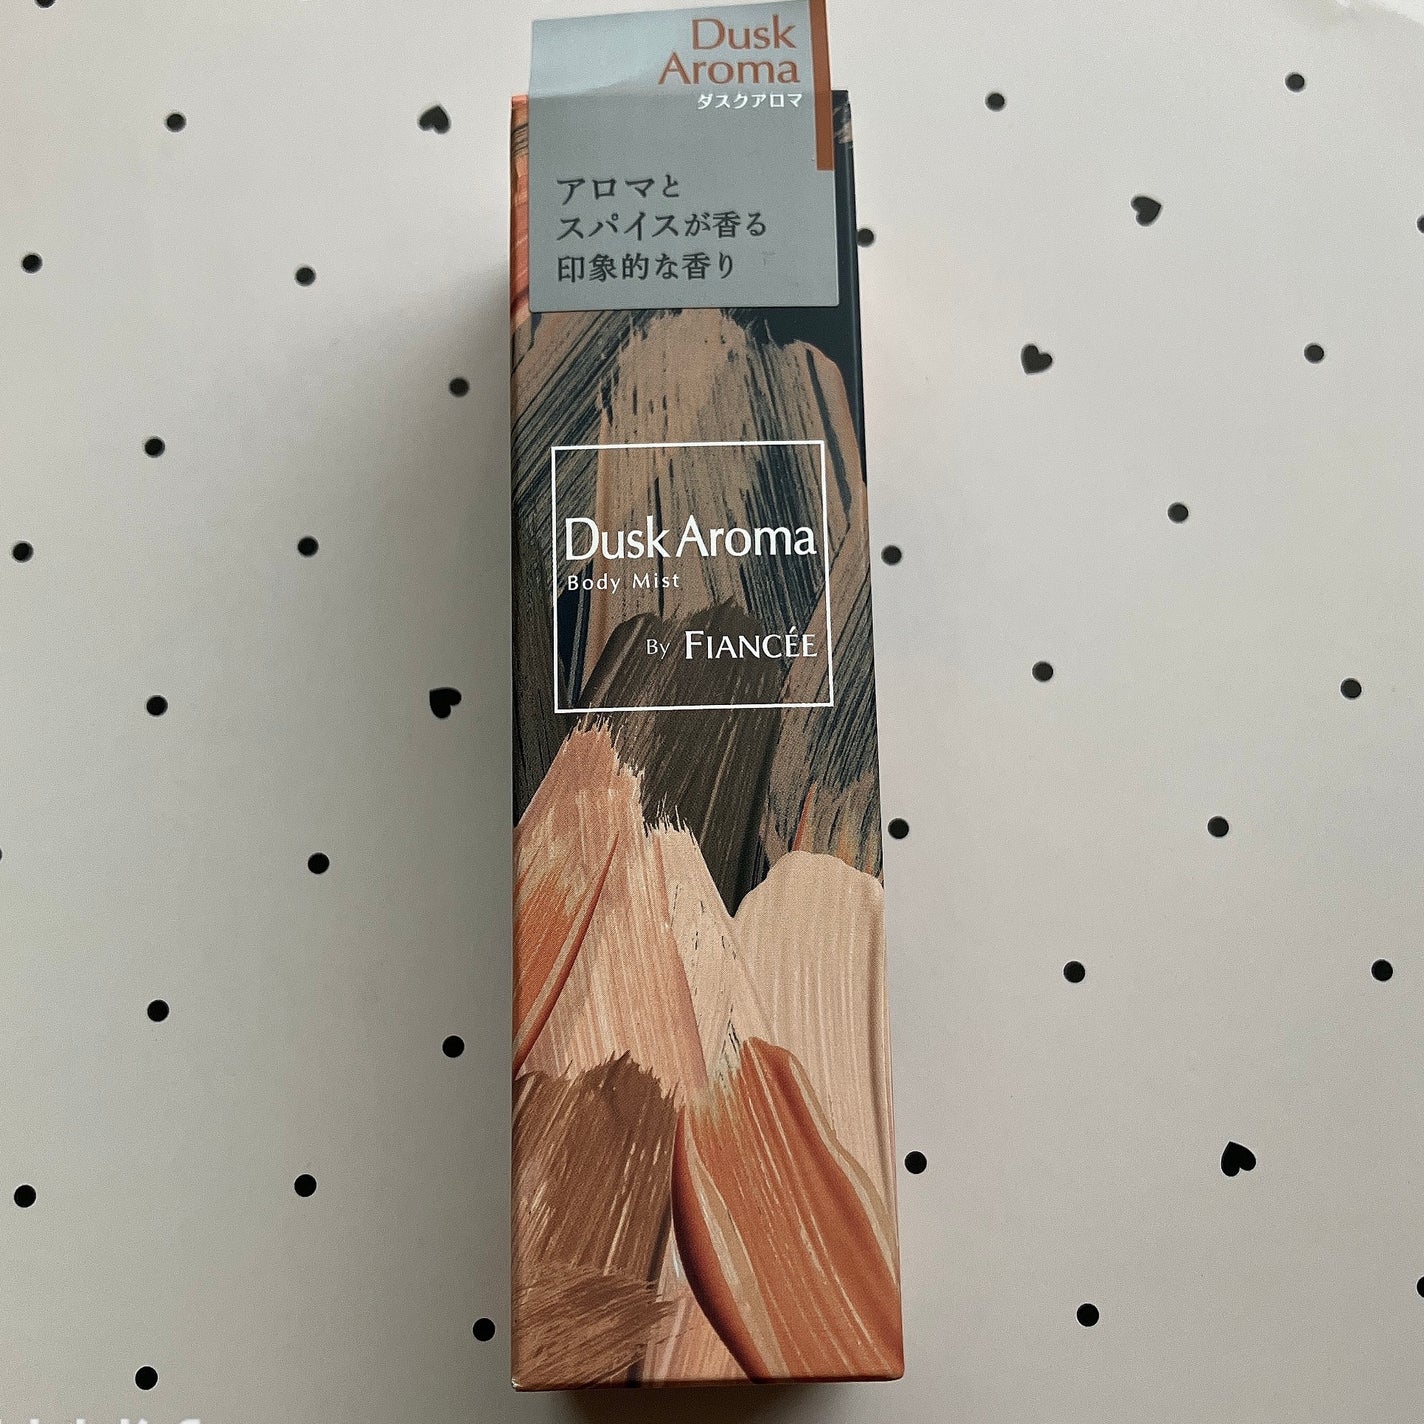 Dusk
Aroma
ダスクアロマ
アロマと
スパイスが香る
印象的な香り
Dusk Aroma
Body Mist
By FIANCÉE